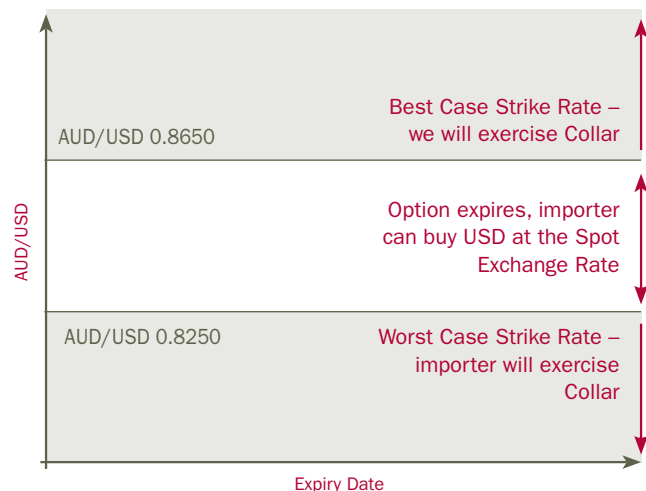 Best Case Strike Rate –
we will exercise Collar
AUD/USD 0.8650
Option expires, importer
can buy USD at the Spot
Exchange Rate
AUD/USD
AUD/USD 0.8250
Worst Case Strike Rate –
importer will exercise
Collar
Expiry Date